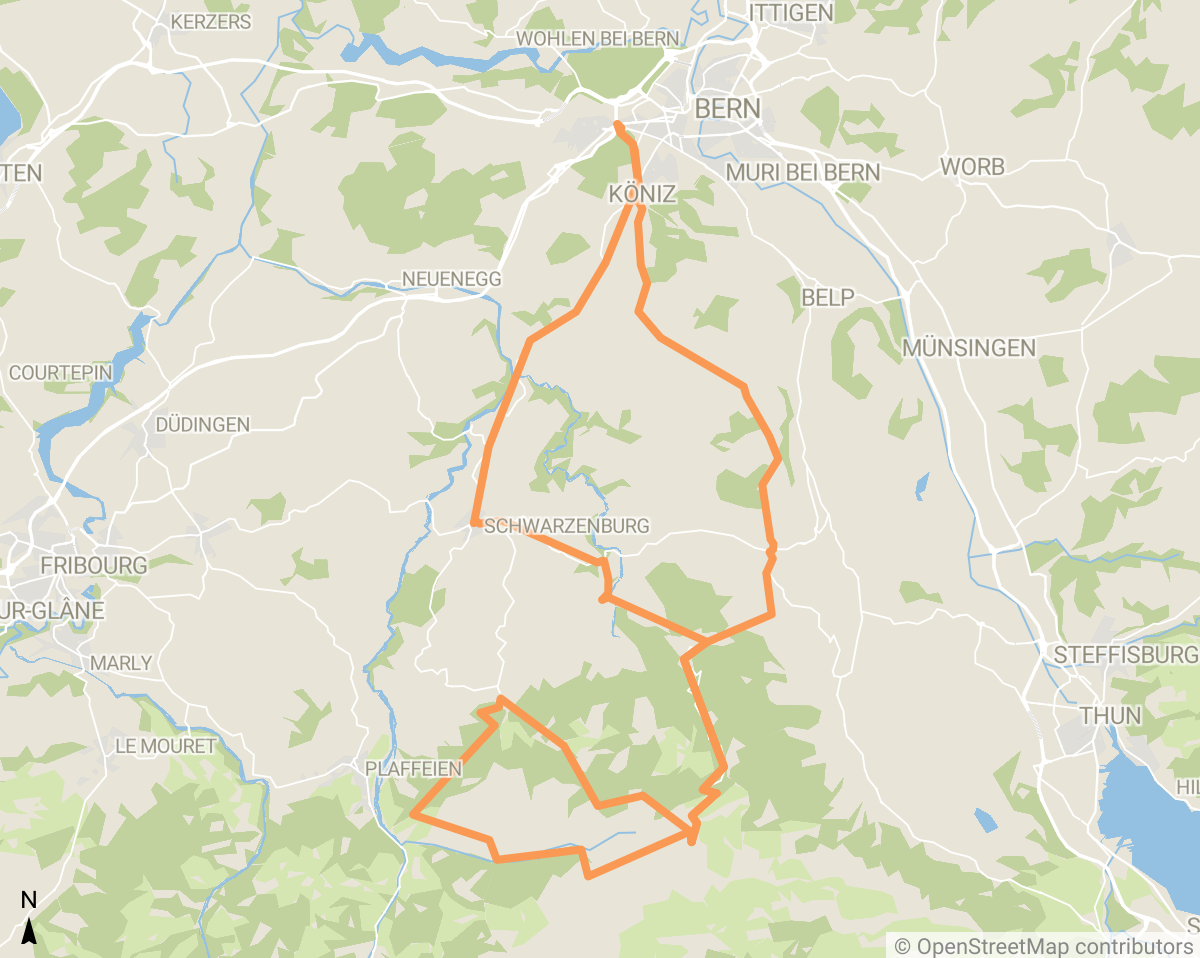 ITTIGEN
KERZERS
WOHLEN BEI BERN
BERN
TEN
WORB
MURI BEI BERN
KÖNIZ
NEUENEGG
BELP
MÜNSINGEN
COURTEPIN
DÜDINGEN
SCHWARZENBURG
FRIBOURG
UR-GLÂNE
STEFFISBURG
MARLY
THUN
LE MOURET
PLAFFEIEN
HIL
N
S
© OpenStreetMap contributors